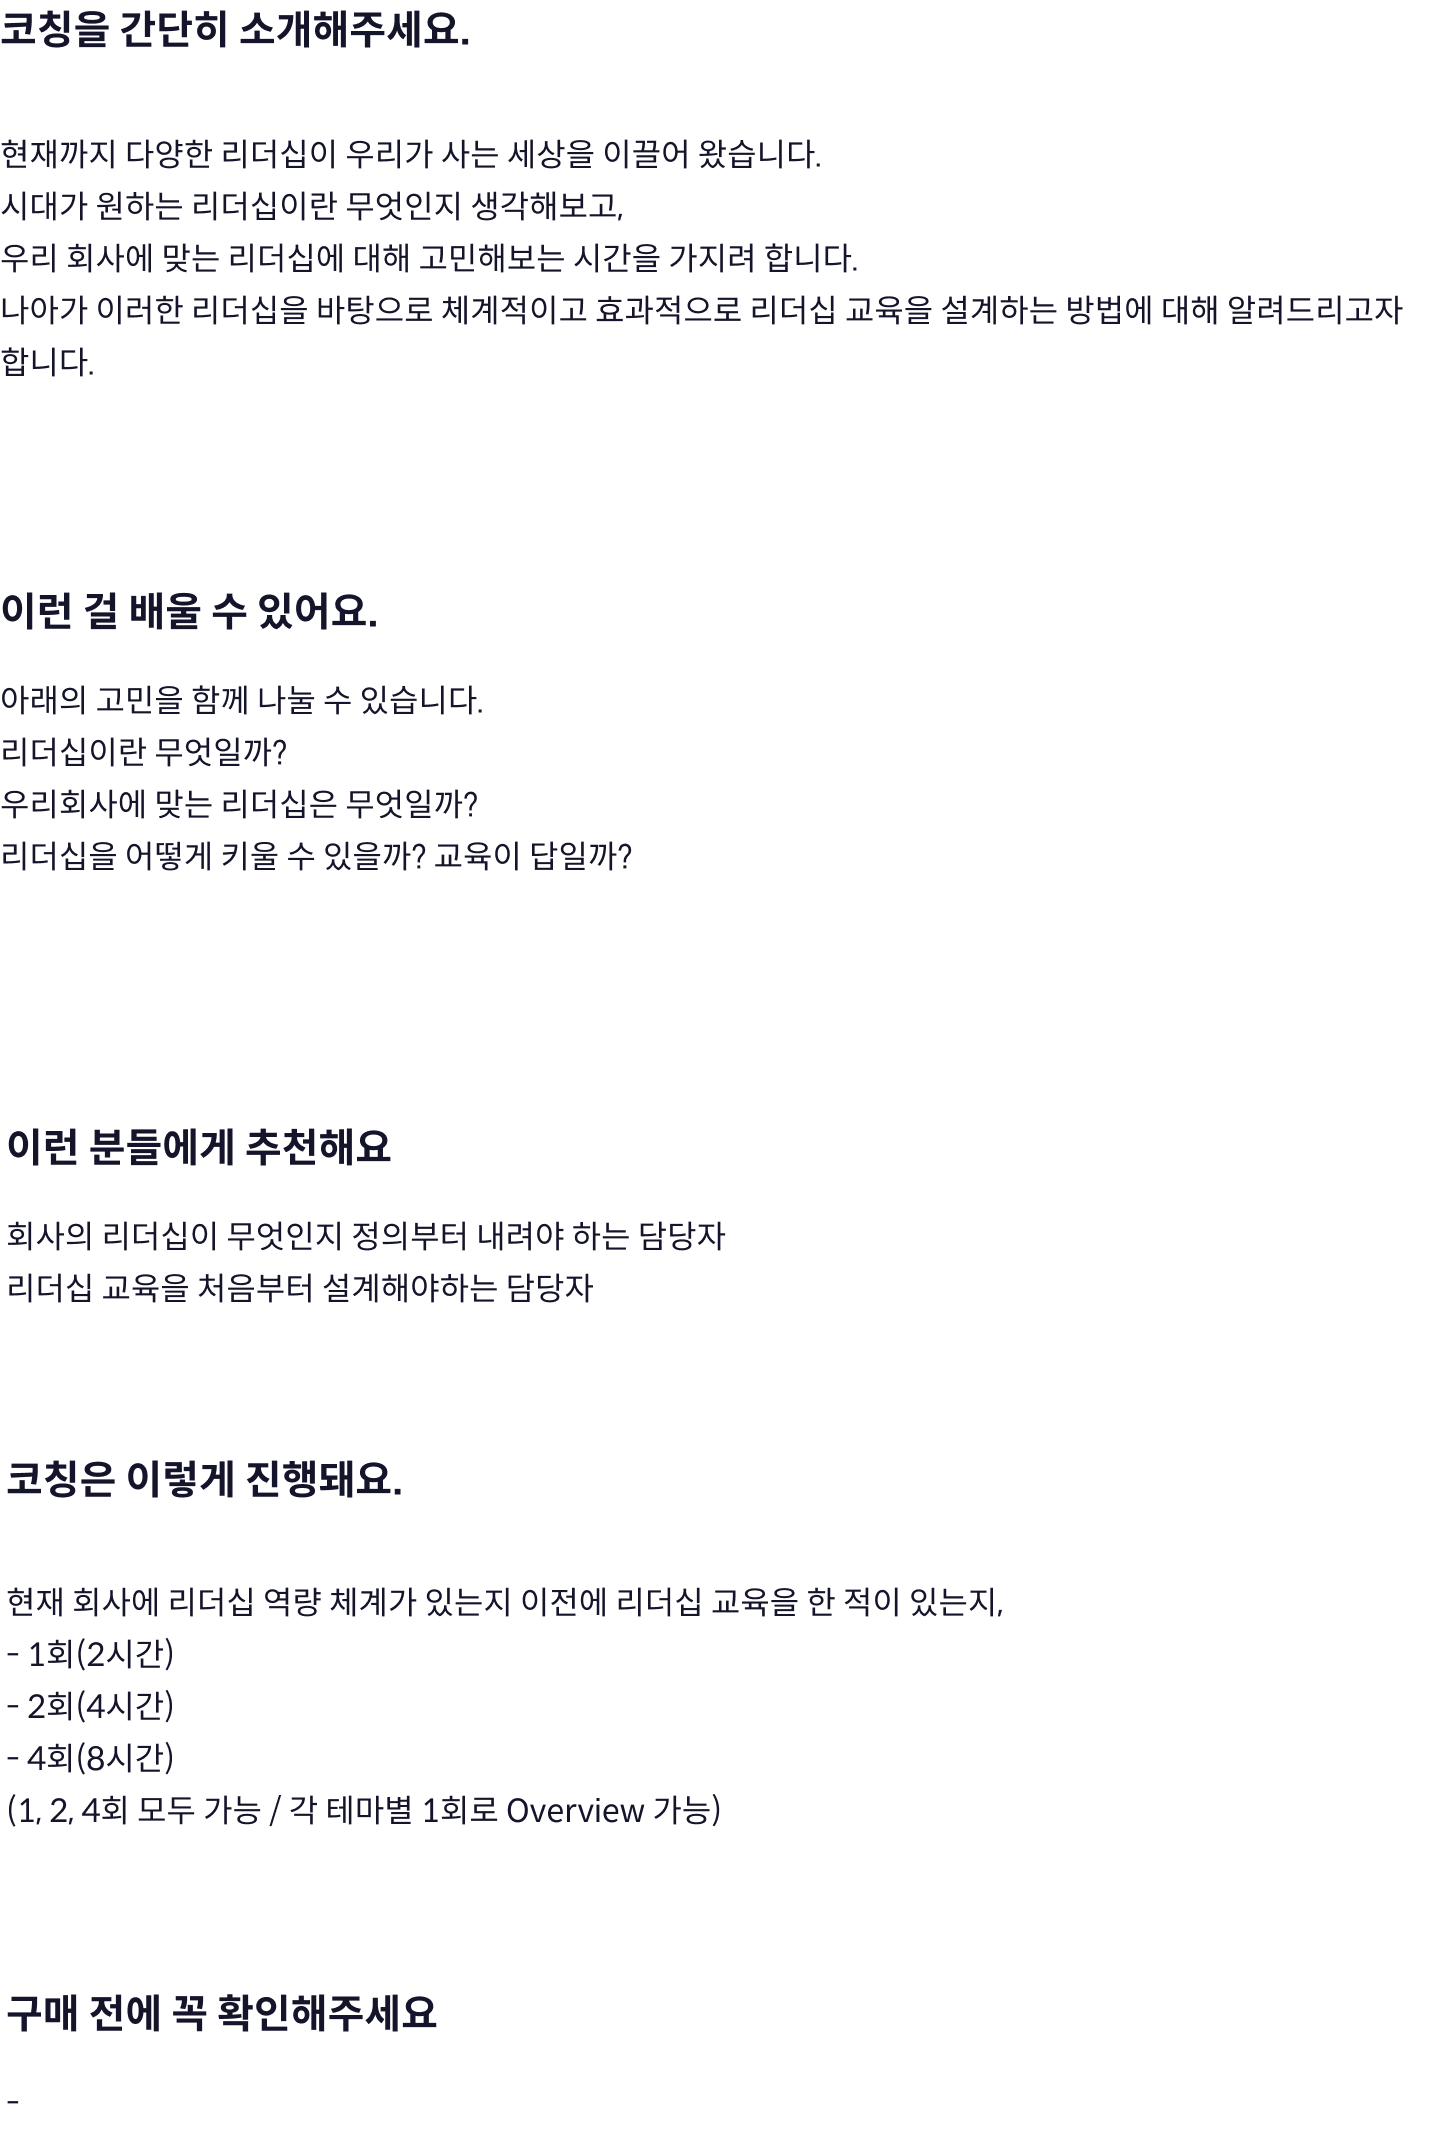 코칭을 간단히 소개해주세요.
현재까지 다양한 리더십이 우리가 사는 세상을 이끌어 왔습니다.
시대가 원하는 리더십이란 무엇인지 생각해보고,
우리 회사에 맞는 리더십에 대해 고민해보는 시간을 가지려 합니다.
나아가 이러한 리더십을 바탕으로 체계적이고 효과적으로 리더십 교육을 설계하는 방법에 대해 알려드리고자
합니다.
이런 걸 배울 수 있어요.
아래의 고민을 함께 나눌 수 있습니다.
리더십이란 무엇일까?
우리회사에 맞는 리더십은 무엇일까?
리더십을 어떻게 키울 수 있을까? 교육이 답일까?
이런 분들에게 추천해요
회사의 리더십이 무엇인지 정의부터 내려야 하는 담당자
리더십 교육을 처음부터 설계해야하는 담당자
코칭은 이렇게 진행돼요.
현재 회사에 리더십 역량 체계가 있는지 이전에 리더십 교육을 한 적이 있는지,
- 1회(2시간)
- 2회(4시간)
- 4회(8시간)
(1, 2, 4회 모두 가능 / 각 테마별 1회로 Overview 가능)
구매 전에 꼭 확인해주세요
-